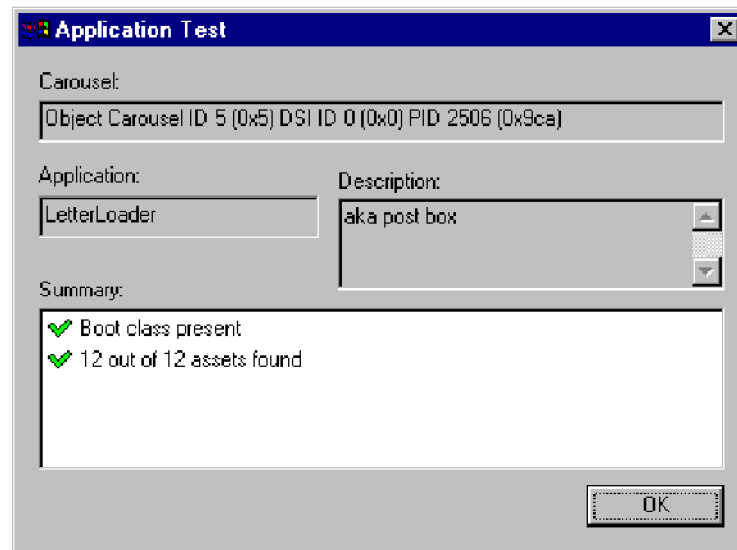 Application Test
Carousel:
Object Carousel ID 5 (0x5) DSI ID 0 (0x0) PID 2506 (0x9ca)
Application:
LetterLoader
Description:
aka post box
Summary:
Boot class present
12 out of 12 assets found
OK